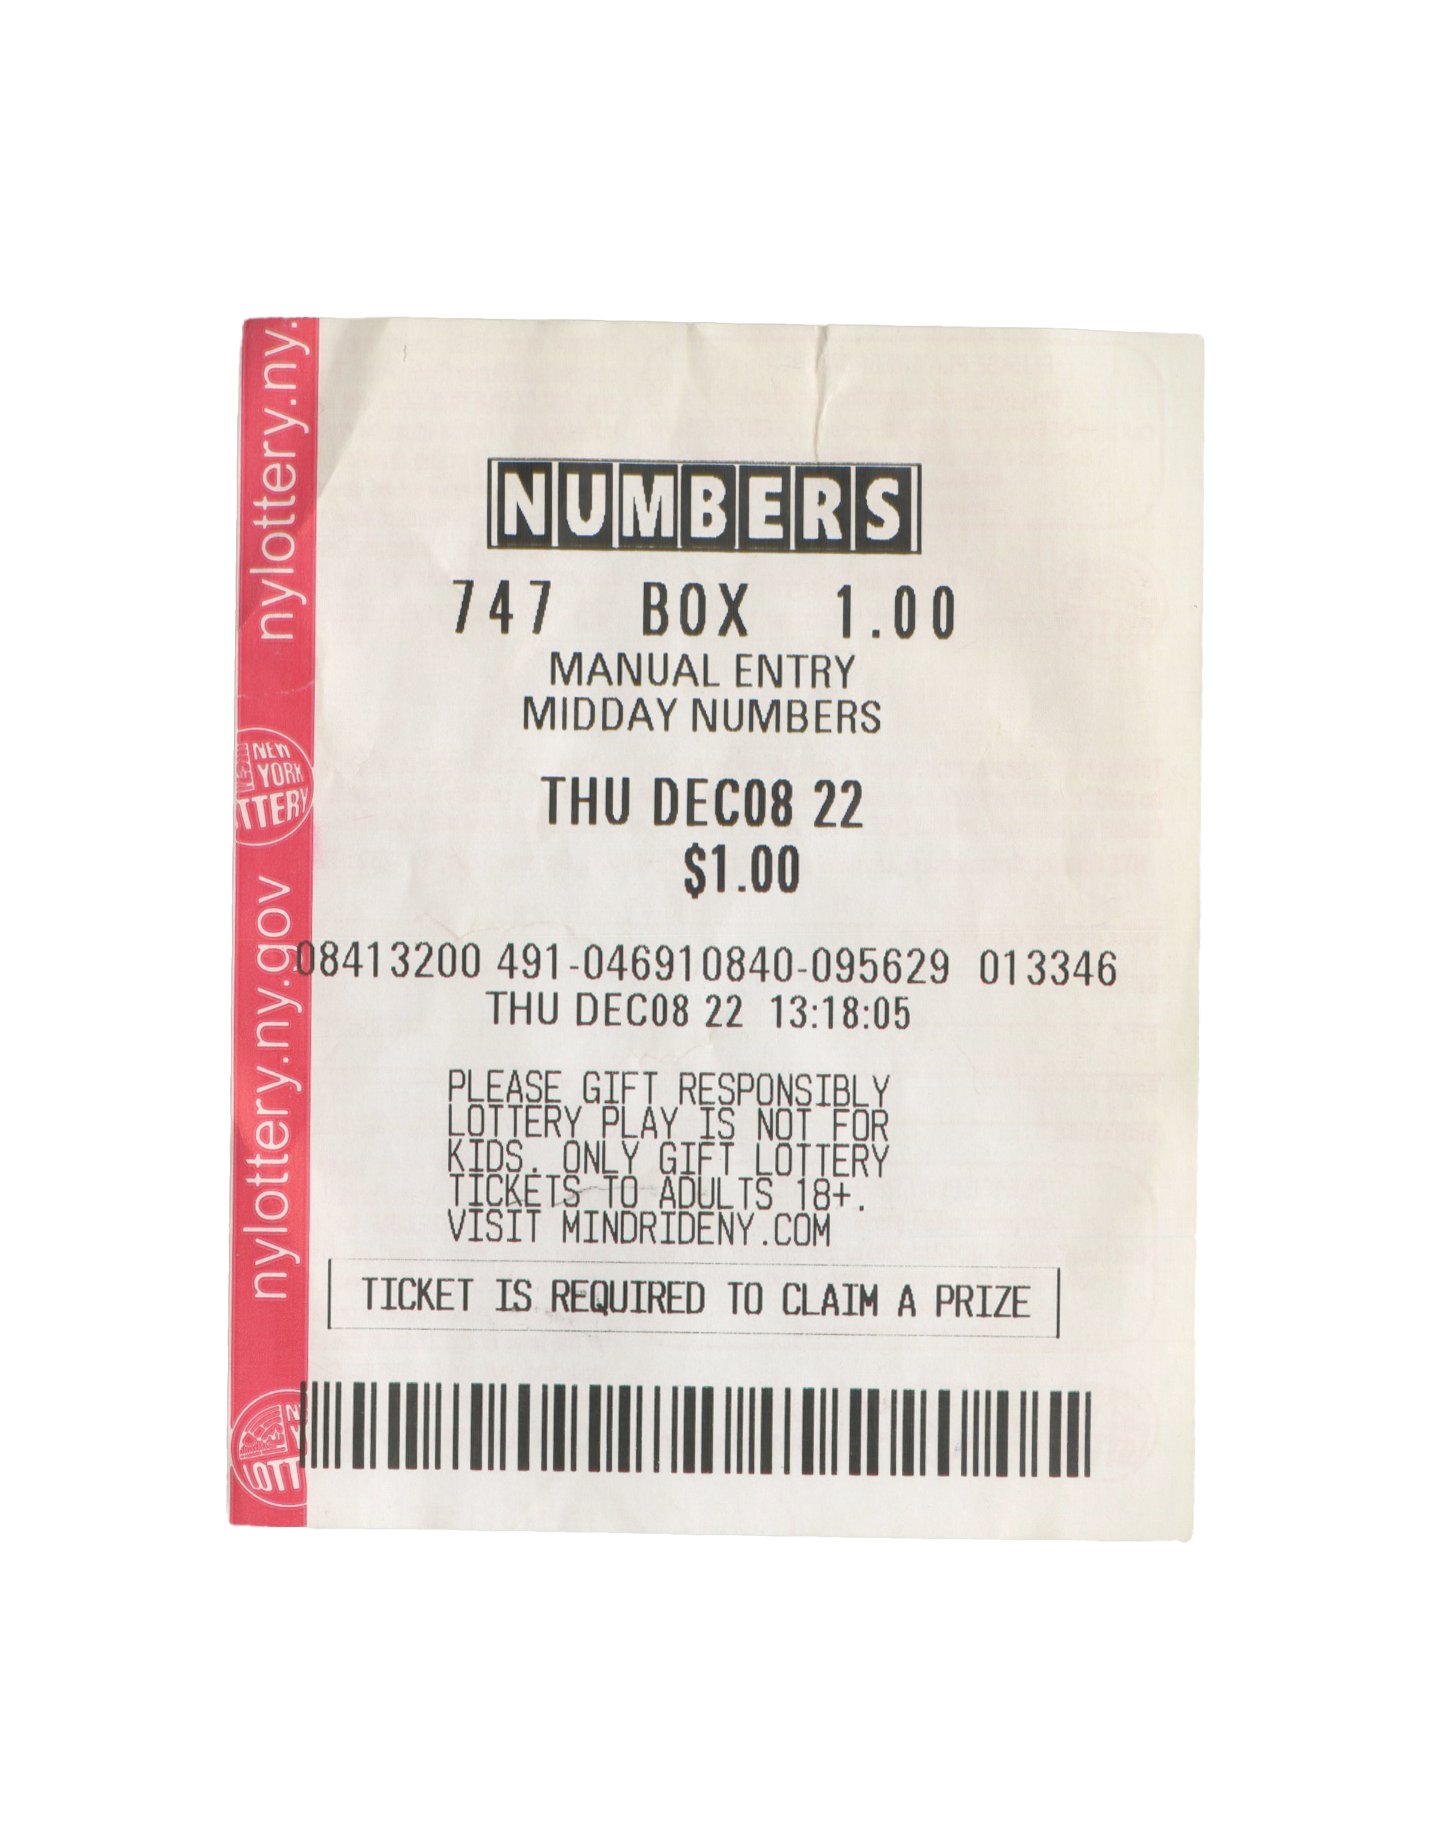 nylottery.ny.
NEW
YORK
TTERY
nylottery.ny.gov
NUMBERS
747 BOX 1.00
MANUAL ENTRY
MIDDAY NUMBERS
THU DEC08 22
$1.00
08413200 491-046910840-095629 013346
THU DEC08 22 13:18:05
PLEASE GIFT RESPONSIBLY
LOTTERY PLAY IS NOT FOR
KIDS. ONLY GIFT LOTTERY
TICKETS TO ADULTS 18+.
VISIT MINDRIDENY.COM
TICKET IS REQUIRED TO CLAIM A PRIZE
N
Y
OTT